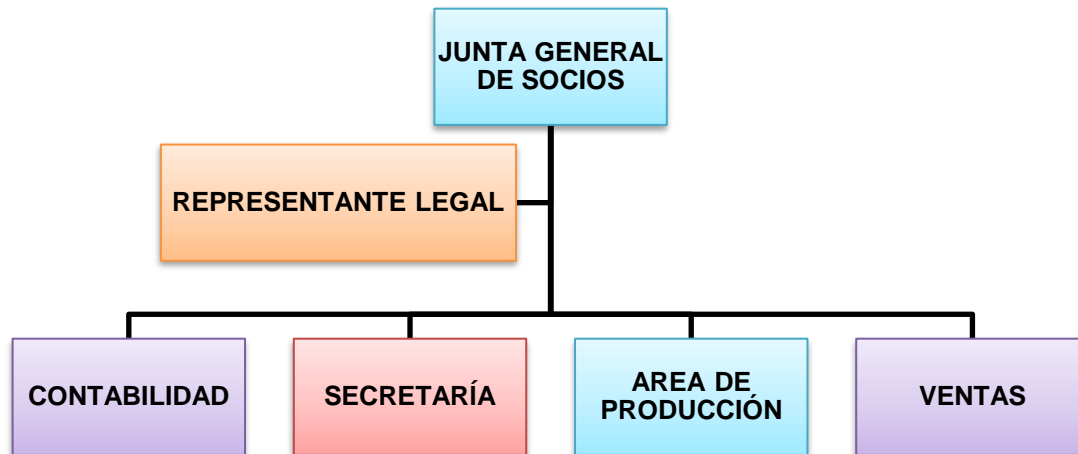 JUNTA GENERAL
DE SOCIOS
REPRESENTANTE LEGAL
CONTABILIDAD
SECRETARÍA
AREA DE
PRODUCCIÓN
VENTAS